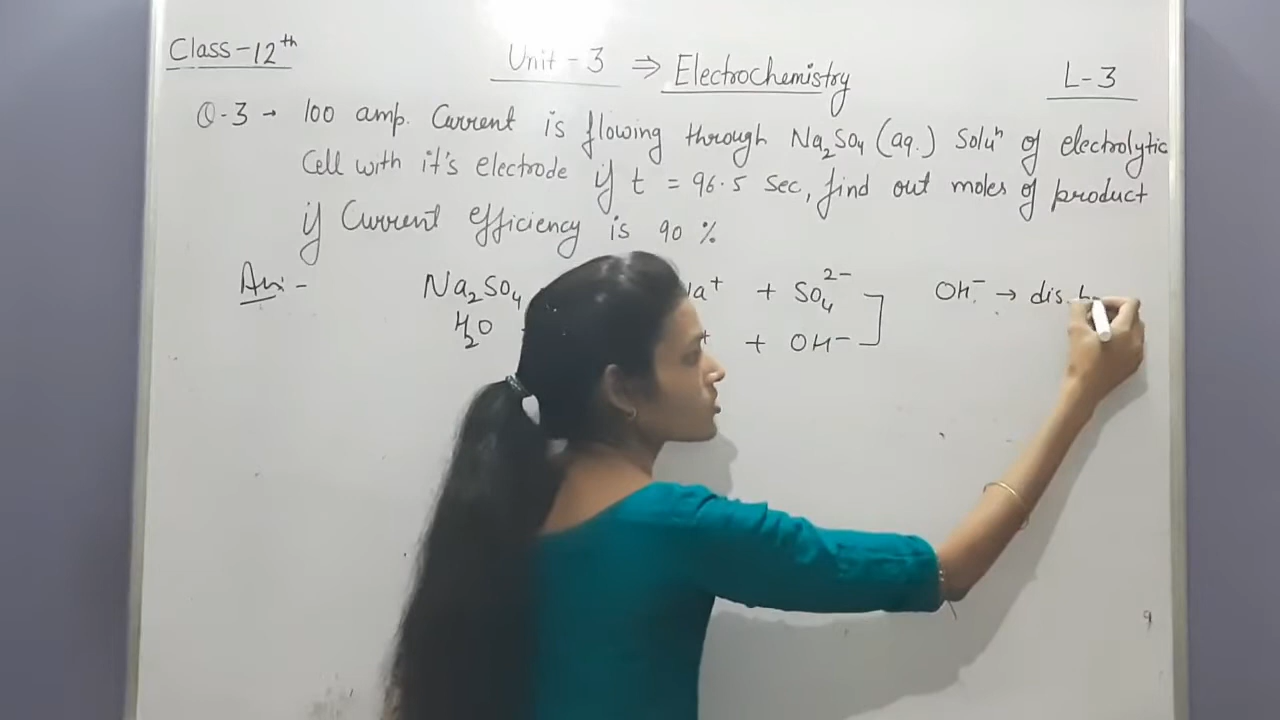 Class-12th
Unit-3 ⇒ Electrochemistry
L-3
Q.3 → 100 amp. Current is flowing through Na2SO4 (aq.) Soluⁿ of electrolytic
Cell with it's electrode if t = 96.5 sec, find out moles of product
if Current efficiency is 90 %
Ans:-
Na2SO4 a⁺ + SO4²⁻
H2O ⁺ + OH⁻
OH⁻ → dis.
9